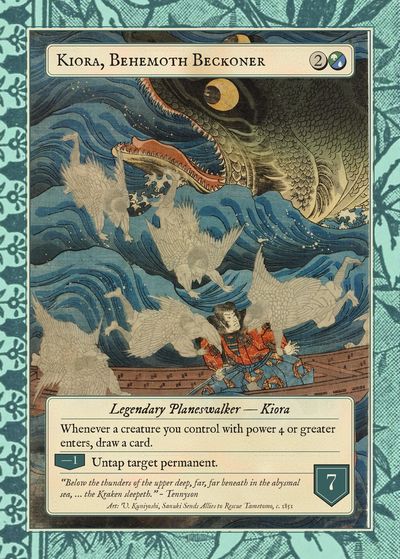 Kiora, Behemoth Beckoner 2
Legendary Planeswalker — Kiora
Whenever a creature you control with power 4 or greater
enters, draw a card.
—1 Untap target permanent.
“Below the thunders of the upper deep, far, far beneath in the abysmal
sea, ... the Kraken sleepeth.” - Tennyson
7
Art: U. Kuniyoshi, Sanuki Sends Allies to Rescue Tametomo, c. 1851